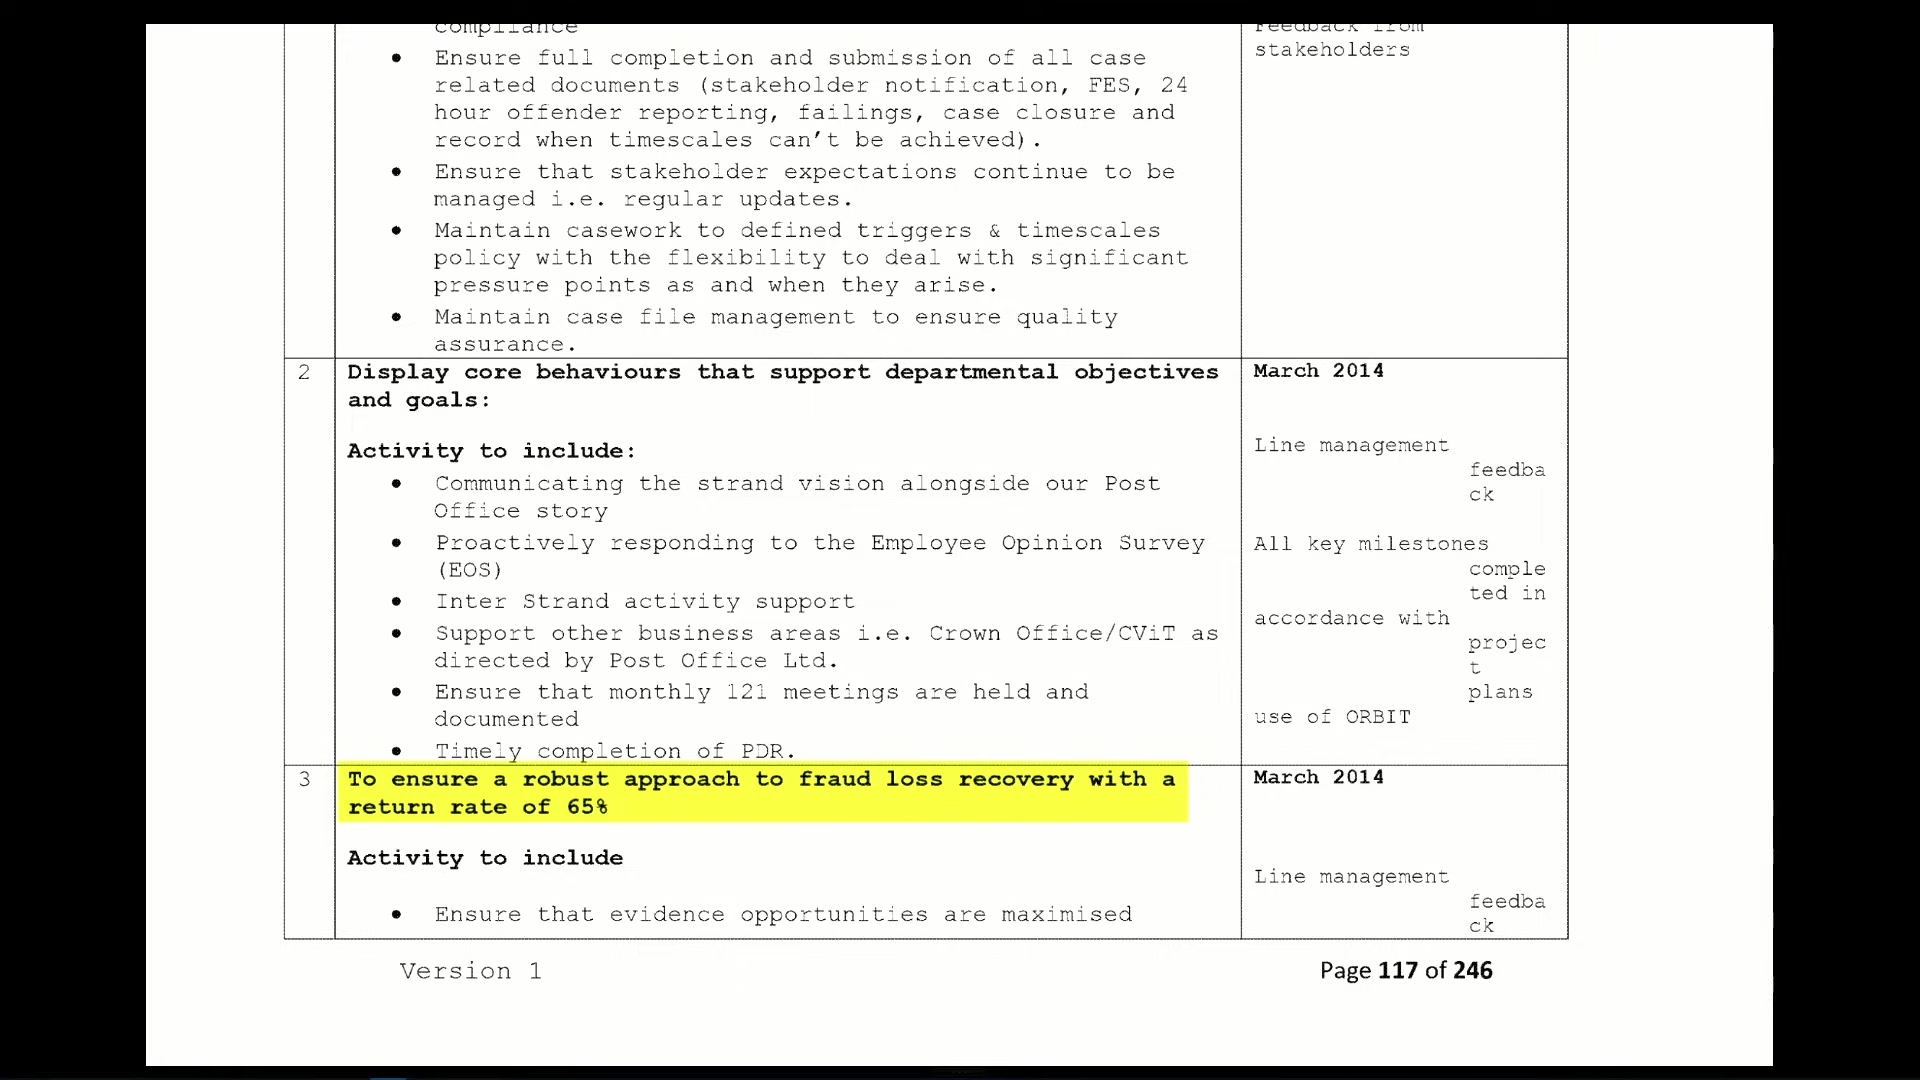 compliance
• Ensure full completion and submission of all case
related documents (stakeholder notification, FES, 24
hour offender reporting, failings, case closure and
record when timescales can’t be achieved).
• Ensure that stakeholder expectations continue to be
managed i.e. regular updates.
• Maintain casework to defined triggers & timescales
policy with the flexibility to deal with significant
pressure points as and when they arise.
• Maintain case file management to ensure quality
assurance.
Feedback from
stakeholders
2
Display core behaviours that support departmental objectives
and goals:
Activity to include:
• Communicating the strand vision alongside our Post
Office story
• Proactively responding to the Employee Opinion Survey
(EOS)
• Inter Strand activity support
• Support other business areas i.e. Crown Office/CViT as
directed by Post Office Ltd.
• Ensure that monthly 121 meetings are held and
documented
• Timely completion of PDR.
March 2014
Line management
feedba
ck
All key milestones
comple
ted in
accordance with
projec
t
plans
use of ORBIT
3
To ensure a robust approach to fraud loss recovery with a
return rate of 65%
Activity to include
• Ensure that evidence opportunities are maximised
March 2014
Line management
feedba
ck
Version 1
Page 117 of 246